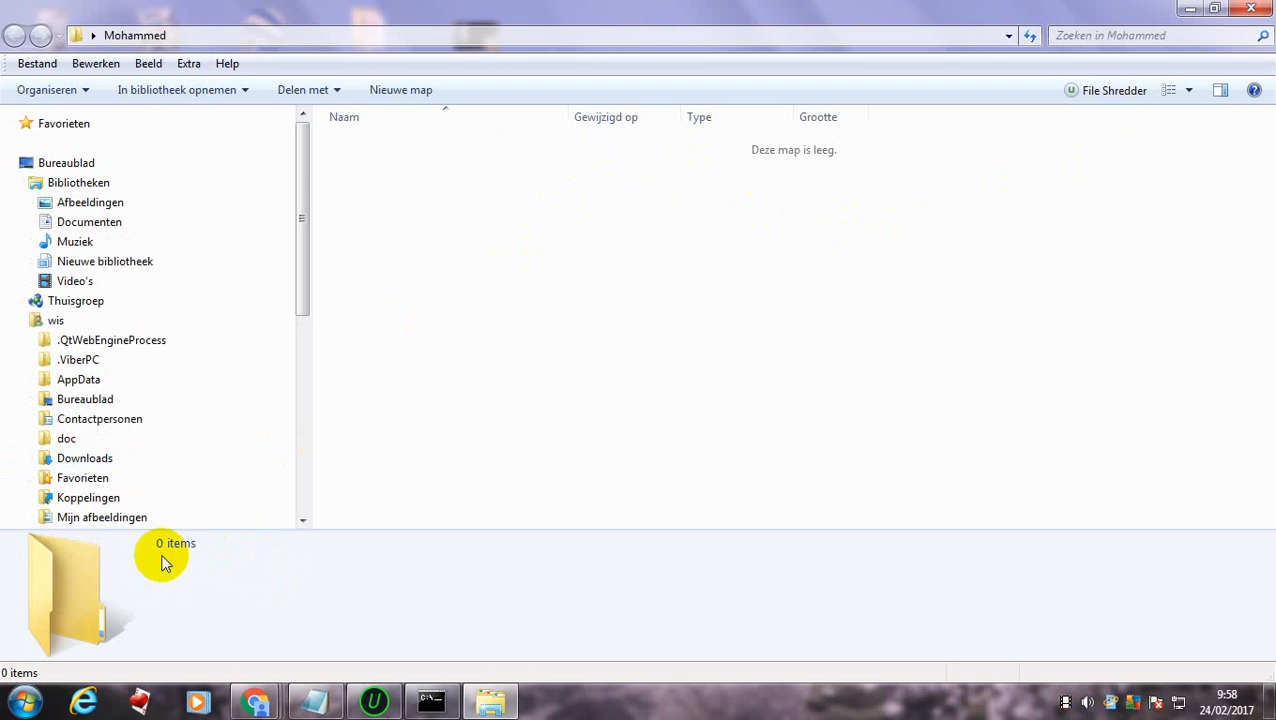 Mohammed
Zoeken in Mohammed
Bestand Bewerken Beeld Extra Help
Organiseren In bibliotheek opnemen Delen met Nieuwe map File Shredder
Naam Gewijzigd op Type Grootte
Deze map is leeg.
Favorieten
Bureaublad
Bibliotheken
Afbeeldingen
Documenten
Muziek
Nieuwe bibliotheek
Video's
Thuisgroep
wis
.QtWebEngineProcess
.ViberPC
AppData
Bureaublad
Contactpersonen
doc
Downloads
Favorieten
Koppelingen
Mijn afbeeldingen
0 items
0 items
9:58
24/02/2017